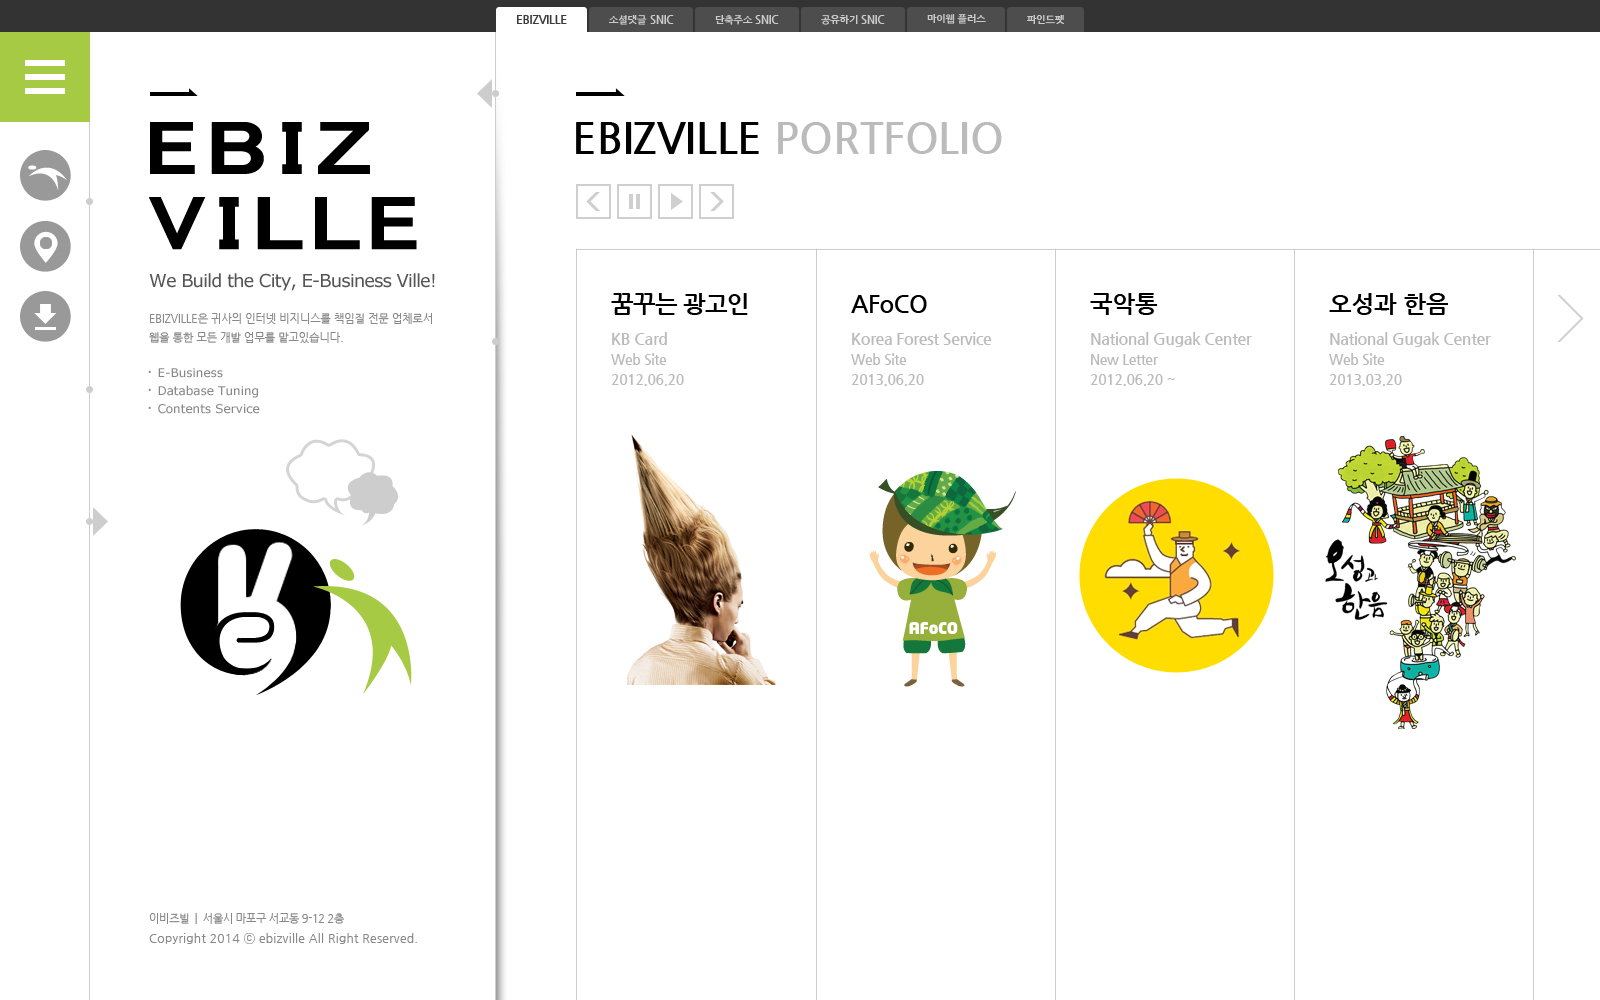 EBIZVILLE
소셜댓글 SNIC
단축주소 SNIC
공유하기 SNIC
마이웹 플러스
파인드펫
EBIZ
VILLE
We Build the City, E-Business Ville!
EBIZVILLE은 귀사의 인터넷 비지니스를 책임질 전문 업체로서
웹을 통한 모든 개발 업무를 맡고있습니다.
· E-Business
· Database Tuning
· Contents Service
이비즈빌 | 서울시 마포구 서교동 9-12 2층
Copyright 2014 ⓒ ebizville All Right Reserved.
EBIZVILLE PORTFOLIO
꿈꾸는 광고인
KB Card
Web Site
2012.06.20
AFoCO
Korea Forest Service
Web Site
2013.06.20
AFoCO
국악통
National Gugak Center
New Letter
2012.06.20 ~
오성과 한음
National Gugak Center
Web Site
2013.03.20
오성과
한음